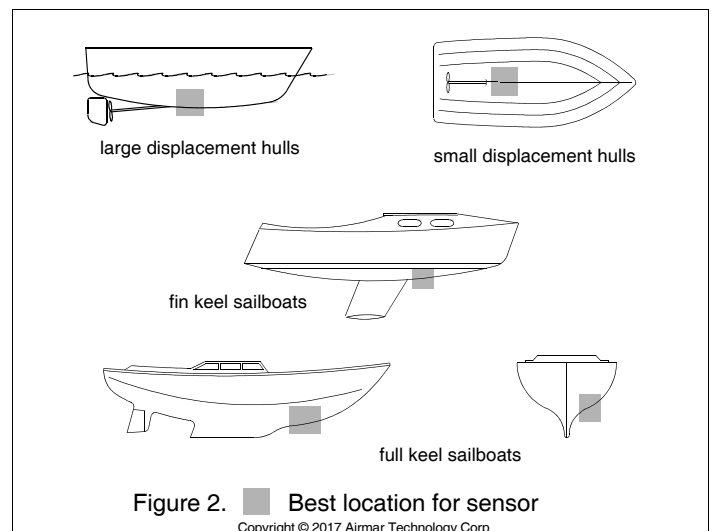 large displacement hulls
small displacement hulls
fin keel sailboats
full keel sailboats
Figure 2. Best location for sensor
Copyright © 2017 Airmar Technology Corp